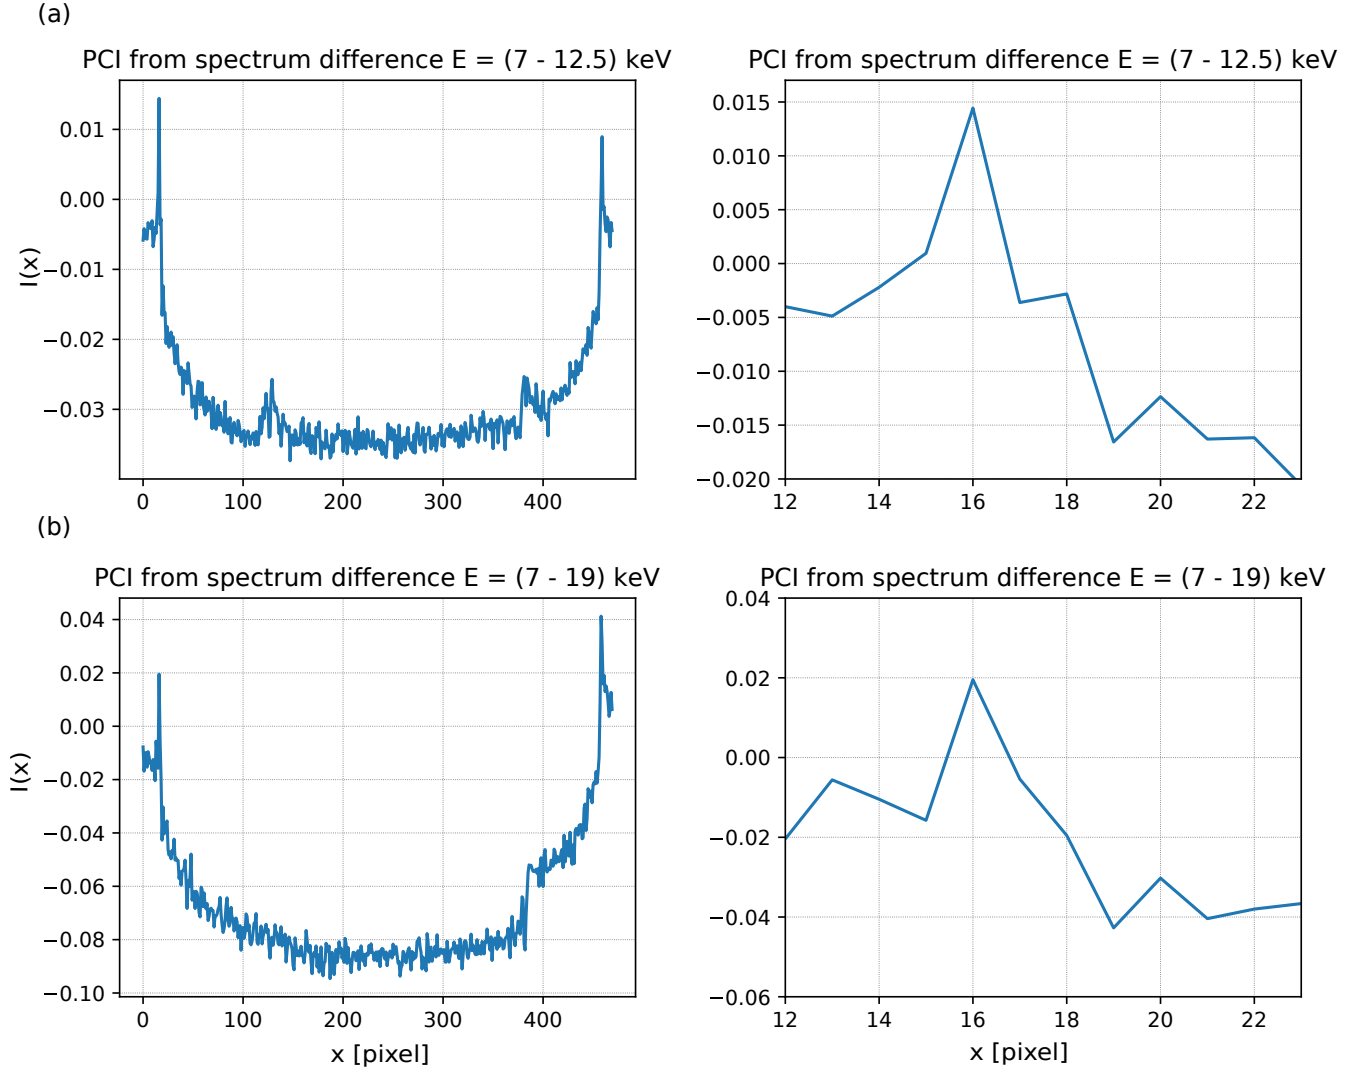 (a)
PCI from spectrum difference E = (7 - 12.5) keV
PCI from spectrum difference E = (7 - 12.5) keV
0.01
0.00
−0.01
−0.02
−0.03
I(x)
0 100 200 300 400
0.015
0.010
0.005
0.000
−0.005
−0.010
−0.015
−0.020
12 14 16 18 20 22
(b)
PCI from spectrum difference E = (7 - 19) keV
PCI from spectrum difference E = (7 - 19) keV
0.04
0.02
0.00
−0.02
−0.04
−0.06
−0.08
−0.10
I(x)
0 100 200 300 400
x [pixel]
0.04
0.02
0.00
−0.02
−0.04
−0.06
12 14 16 18 20 22
x [pixel]